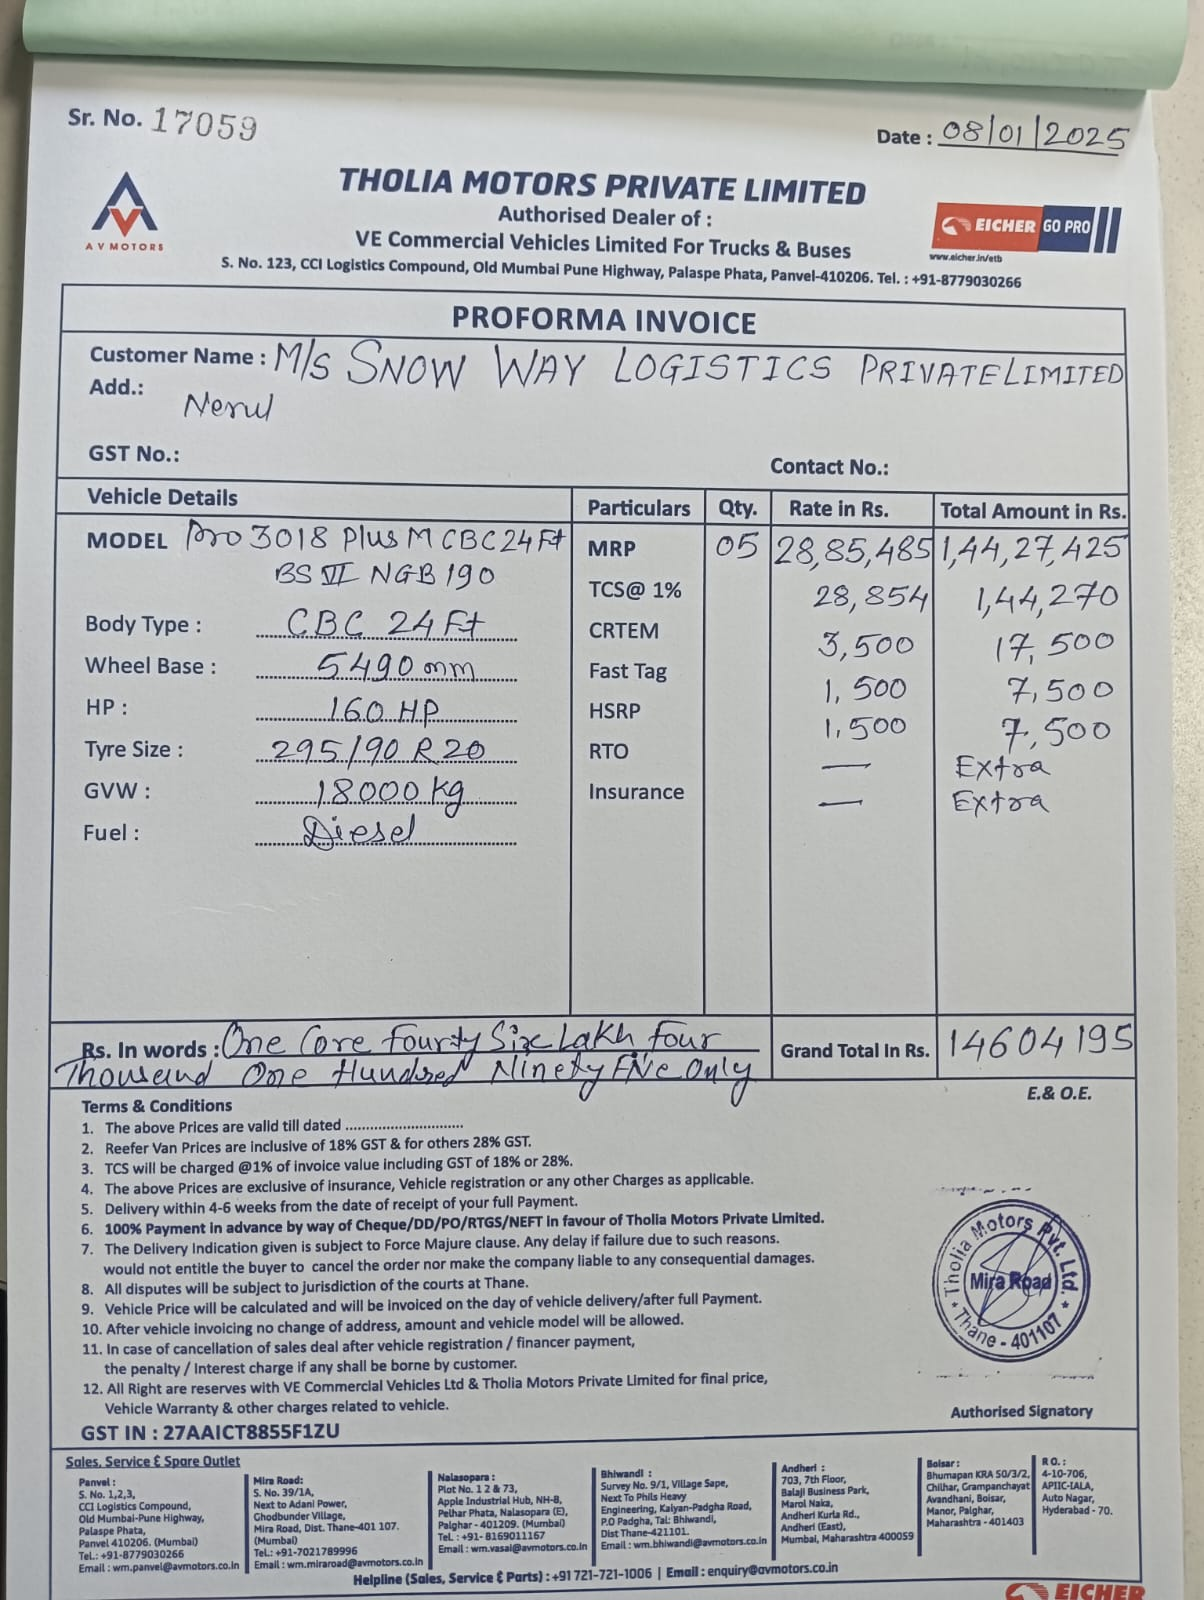 Sr. No. 17059
Date : 08/01/2025
THOLIA MOTORS PRIVATE LIMITED
Authorised Dealer of :
VE Commercial Vehicles Limited For Trucks & Buses
S. No. 123, CCI Logistics Compound, Old Mumbai Pune Highway, Palaspe Phata, Panvel-410206. Tel. : +91-8779030266
AV MOTORS
EICHER GO PRO
www.eicher.in/etb
PROFORMA INVOICE
Customer Name : M/s SNOW WAY LOGISTICS PRIVATE LIMITED
Add.: Nerul
GST No.:
Contact No.:
Vehicle Details Particulars Qty. Rate in Rs. Total Amount in Rs.
MODEL Pro 3018 Plus M CBC 24 Ft MRP 05 28,85,485 1,44,27,425
BS VI NGB 190
TCS@ 1% 28,854 1,44,270
Body Type : CBC 24 Ft CRTEM 3,500 17,500
Wheel Base : 5490 mm Fast Tag 1,500 7,500
HP : 160 HP HSRP 1,500 7,500
Tyre Size : 295/90 R 20 RTO — Extra
GVW : 18000 kg Insurance — Extra
Fuel : Diesel
Rs. In words : One Core Fourty Six Lakh Four
Thousand One Hundred Ninety Five Only
Grand Total In Rs. 14604195
E.& O.E.
Terms & Conditions
1. The above Prices are valid till dated ..............................
2. Reefer Van Prices are inclusive of 18% GST & for others 28% GST.
3. TCS will be charged @1% of invoice value including GST of 18% or 28%.
4. The above Prices are exclusive of insurance, Vehicle registration or any other Charges as applicable.
5. Delivery within 4-6 weeks from the date of receipt of your full Payment.
6. 100% Payment in advance by way of Cheque/DD/PO/RTGS/NEFT in favour of Tholia Motors Private Limited.
7. The Delivery Indication given is subject to Force Majure clause. Any delay if failure due to such reasons.
would not entitle the buyer to cancel the order nor make the company liable to any consequential damages.
8. All disputes will be subject to jurisdiction of the courts at Thane.
9. Vehicle Price will be calculated and will be invoiced on the day of vehicle delivery/after full Payment.
10. After vehicle invoicing no change of address, amount and vehicle model will be allowed.
11. In case of cancellation of sales deal after vehicle registration / financer payment,
the penalty / Interest charge if any shall be borne by customer.
12. All Right are reserves with VE Commercial Vehicles Ltd & Tholia Motors Private Limited for final price,
Vehicle Warranty & other charges related to vehicle.
Tholia Motors Pvt. Ltd.
Mira Road
Thane - 401107
Authorised Signatory
GST IN : 27AAICT8855F1ZU
Sales, Service & Spare Outlet
Panvel :
S. No. 1,2,3,
CCI Logistics Compound,
Old Mumbai-Pune Highway,
Palaspe Phata,
Panvel 410206. (Mumbai)
Tel.: +91-8779030266
Email : wm.panvel@avmotors.co.in
Mira Road:
S. No. 39/1A,
Next to Adani Power,
Ghodbunder Village,
Mira Road, Dist. Thane-401 107.
(Mumbai)
Tel.: +91-7021789996
Email : wm.miraroad@avmotors.co.in
Nalasopara :
Plot No. 1 2 & 73,
Apple Industrial Hub, NH-8,
Pelhar Phata, Nalasopara (E),
Palghar - 401209. (Mumbai)
Tel. : +91- 8169011167
Email : wm.vasai@avmotors.co.in
Bhiwandi :
Survey No. 9/1, Village Sape,
Next To Phils Heavy
Engineering, Kalyan-Padgha Road,
P.O Padgha, Tal: Bhiwandi,
Dist Thane-421101.
Email : wm.bhiwandi@avmotors.co.in
Andheri :
703, 7th Floor,
Balaji Business Park,
Marol Naka,
Andheri Kurla Rd.,
Andheri (East),
Mumbai, Maharashtra 400059
Boisar :
Bhumapan KRA 50/3/2,
Chilhar, Grampanchayat
Avandhani, Boisar,
Manor, Palghar,
Maharashtra - 401403
R O. :
4-10-706,
APIIC-IALA,
Auto Nagar,
Hyderabad - 70.
Helpline (Sales, Service & Parts) : +91 721-721-1006 | Email : enquiry@avmotors.co.in
EICHER